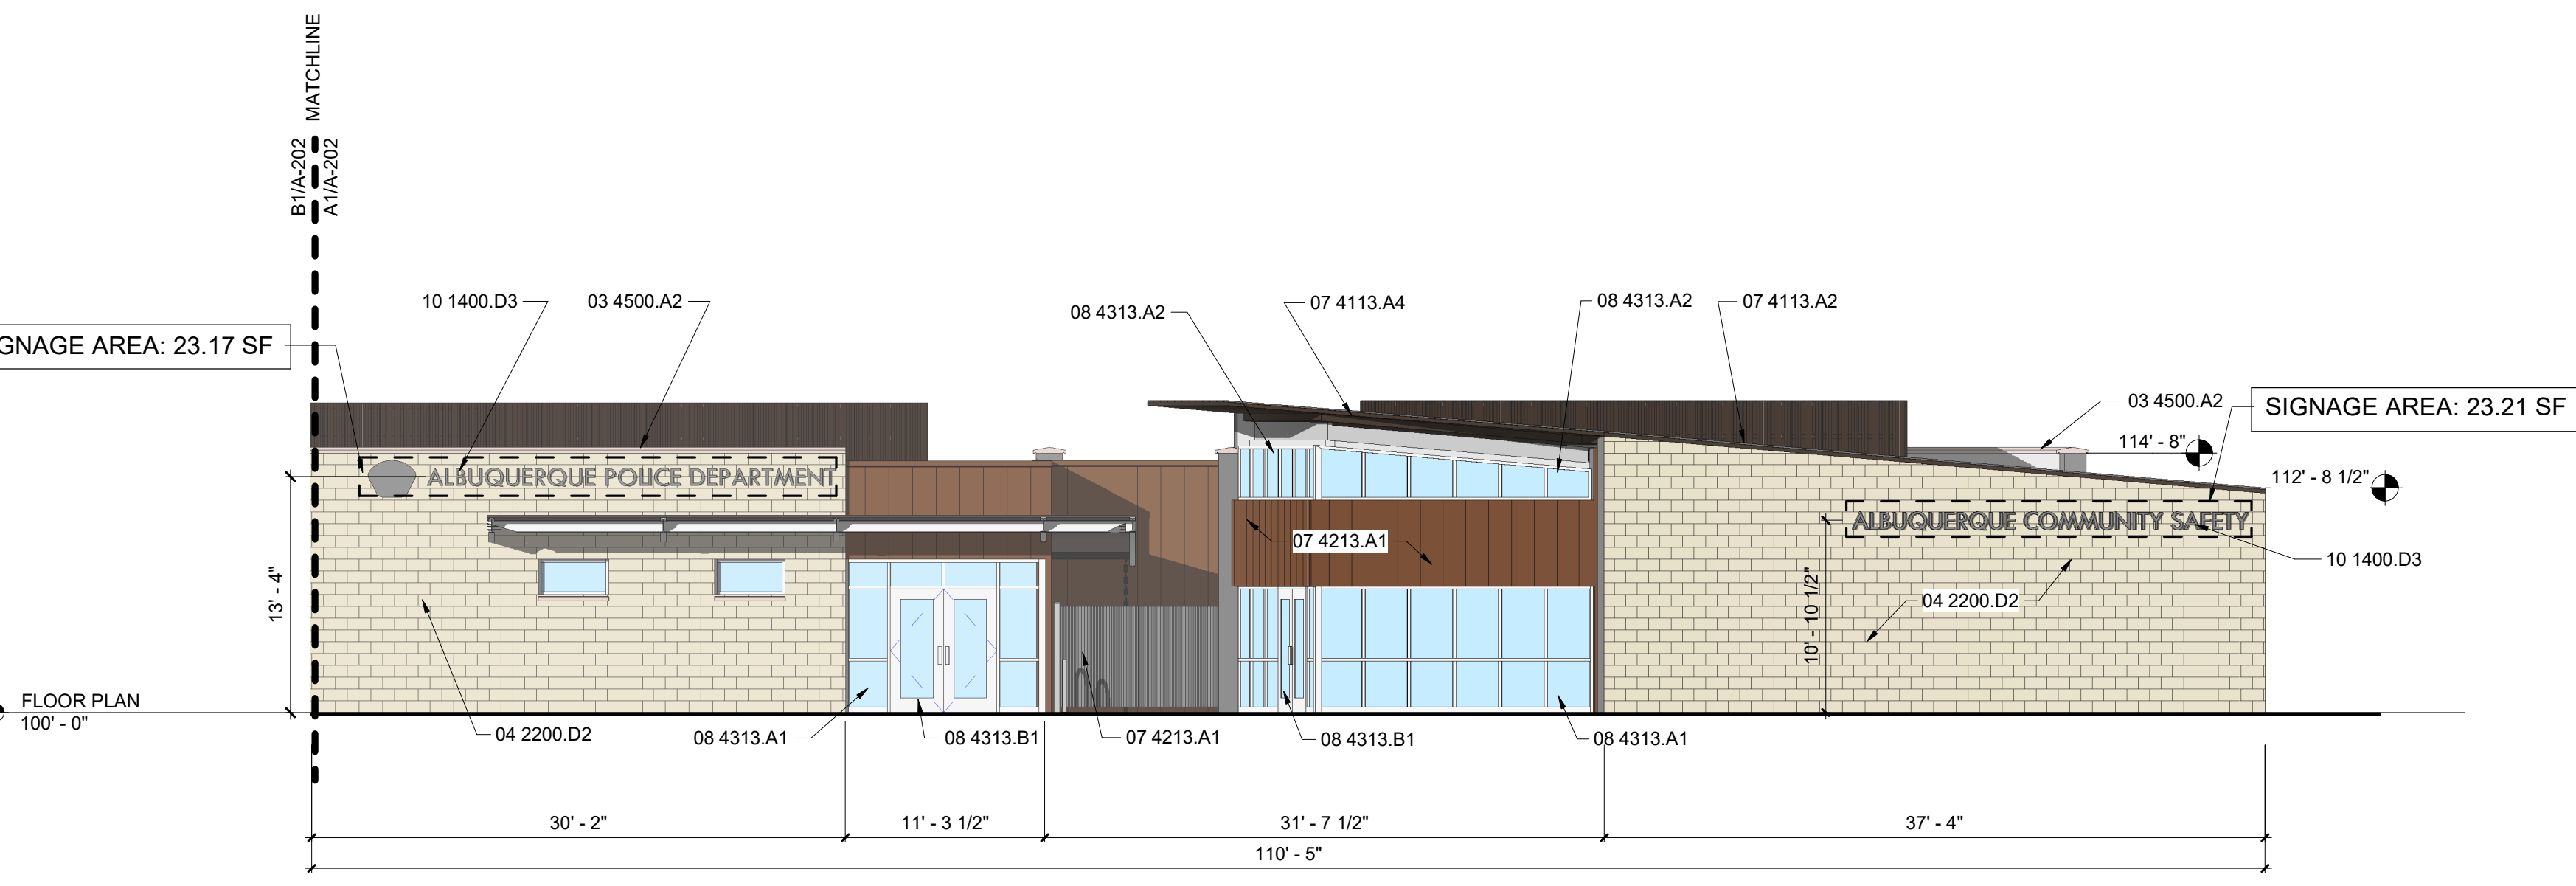 MATCHLINE
B1/A-202
A1/A-202
10 1400.D3
03 4500.A2
08 4313.A2
07 4113.A4
08 4313.A2
07 4113.A2
GNAGE AREA: 23.17 SF
03 4500.A2
SIGNAGE AREA: 23.21 SF
114' - 8"
112' - 8 1/2"
ALBUQUERQUE POLICE DEPARTMENT
ALBUQUERQUE COMMUNITY SAFETY
07 4213.A1
10 1400.D3
13' - 4"
10' - 10 1/2"
04 2200.D2
FLOOR PLAN
100' - 0"
04 2200.D2
08 4313.A1
08 4313.B1
07 4213.A1
08 4313.B1
08 4313.A1
30' - 2"
11' - 3 1/2"
31' - 7 1/2"
37' - 4"
110' - 5"